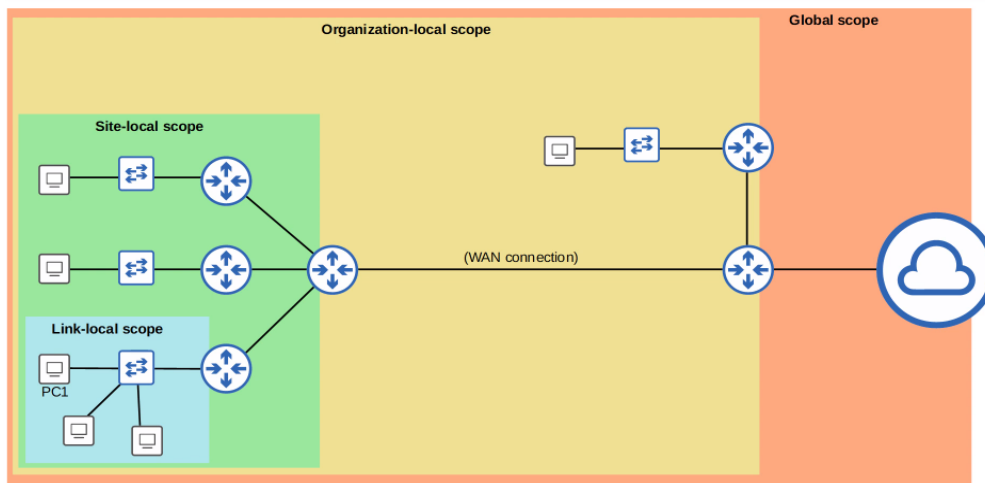 Global scope
Organization-local scope
Site-local scope
(WAN connection)
Link-local scope
PC1